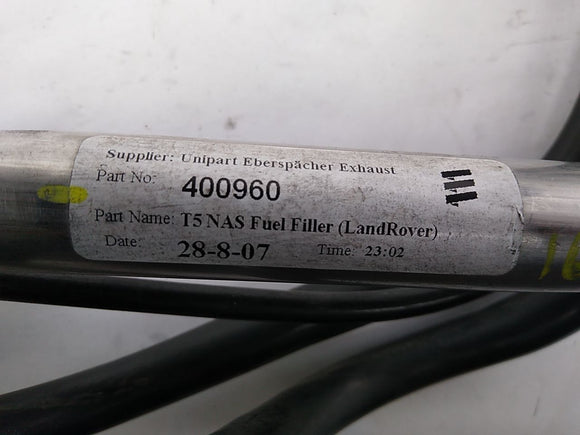 Supplier: Unipart Eberspächer Exhaust
Part No: 400960
Part Name: T5 NAS Fuel Filler (LandRover)
Date: 28-8-07 Time: 23:02